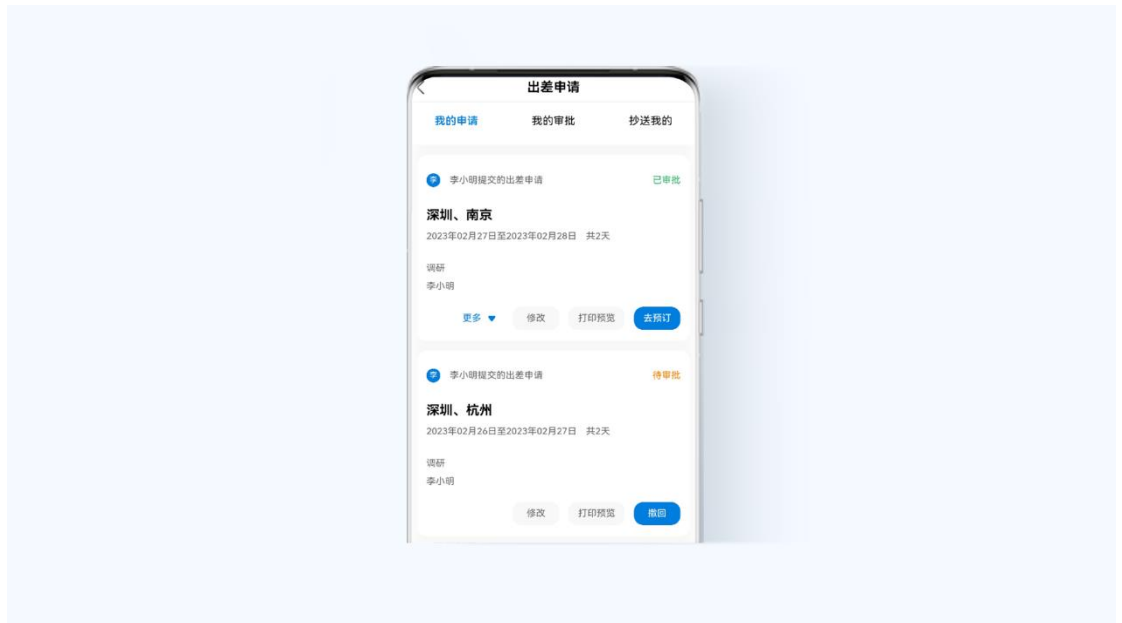 出差申请
我的申请 我的审批 抄送我的
李 李小明提交的出差申请 已审批
深圳、南京
2023年02月27日至2023年02月28日 共2天
调研
李小明
更多 修改 打印预览 去预订
李 李小明提交的出差申请 待审批
深圳、杭州
2023年02月26日至2023年02月27日 共2天
调研
李小明
修改 打印预览 撤回